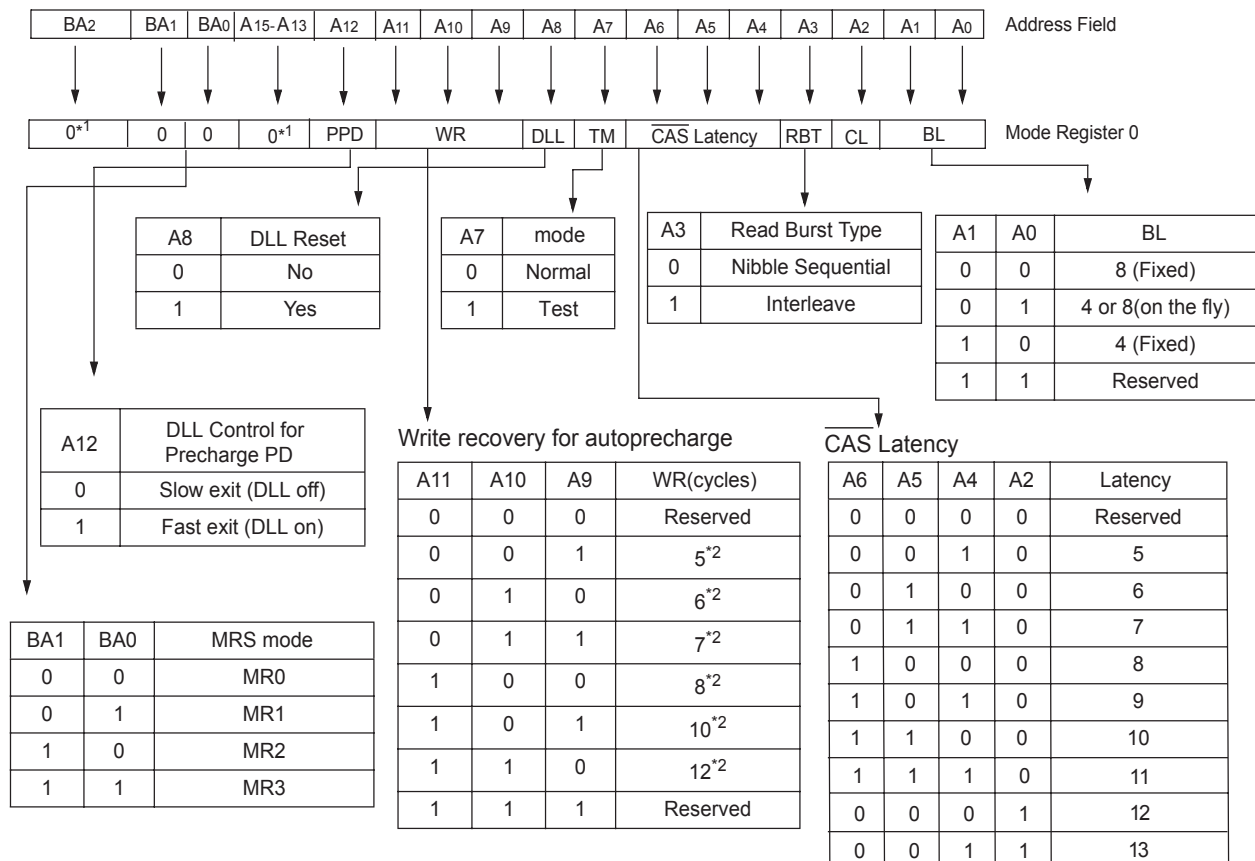 BA2 BA1 BA0 A15-A13 A12 A11 A10 A9 A8 A7 A6 A5 A4 A3 A2 A1 A0 Address Field
0*1 0 0 0*1 PPD WR DLL TM CAS Latency RBT CL BL Mode Register 0
A8 DLL Reset
0 No
1 Yes
A7 mode
0 Normal
1 Test
A3 Read Burst Type
0 Nibble Sequential
1 Interleave
A1 A0 BL
0 0 8 (Fixed)
0 1 4 or 8(on the fly)
1 0 4 (Fixed)
1 1 Reserved
A12 DLL Control for
Precharge PD
0 Slow exit (DLL off)
1 Fast exit (DLL on)
BA1 BA0 MRS mode
0 0 MR0
0 1 MR1
1 0 MR2
1 1 MR3
Write recovery for autoprecharge
A11 A10 A9 WR(cycles)
0 0 0 Reserved
0 0 1 5*2
0 1 0 6*2
0 1 1 7*2
1 0 0 8*2
1 0 1 10*2
1 1 0 12*2
1 1 1 Reserved
CAS Latency
A6 A5 A4 A2 Latency
0 0 0 0 Reserved
0 0 1 0 5
0 1 0 0 6
0 1 1 0 7
1 0 0 0 8
1 0 1 0 9
1 1 0 0 10
1 1 1 0 11
0 0 0 1 12
0 0 1 1 13